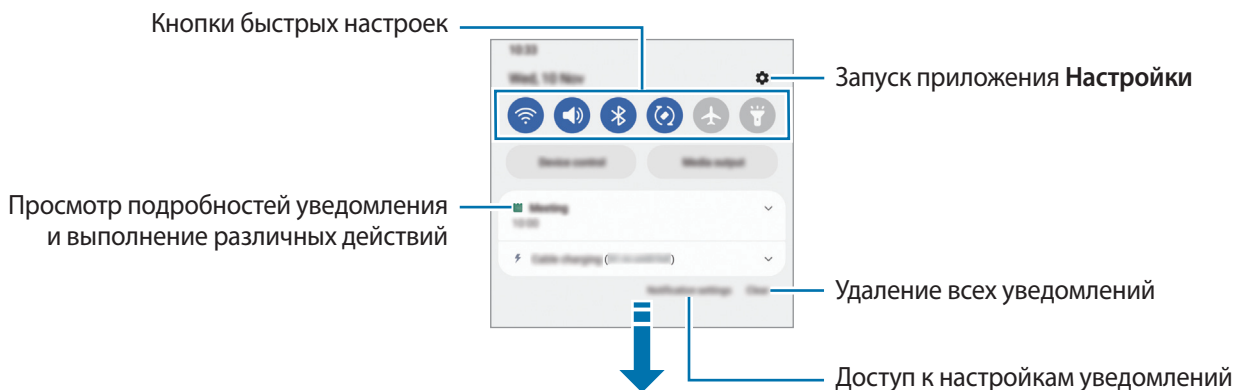 Кнопки быстрых настроек
10:33
Wed, 10 Nov
Запуск приложения Настройки
Device control
Media output
Просмотр подробностей уведомления
и выполнение различных действий
Meeting
10:00
Cable charging (
)
Notification settings
Clear
Удаление всех уведомлений
Доступ к настройкам уведомлений